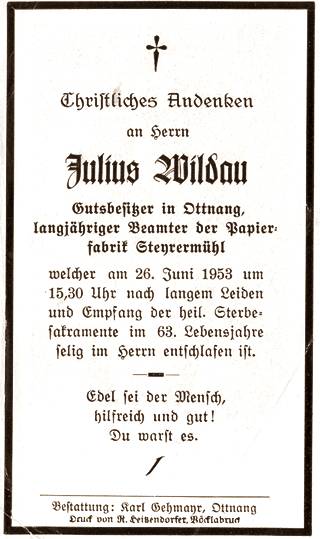 Christliches Andenken
an Herrn
Julius Wildau
Gutsbesitzer in Ottnang,
langjähriger Beamter der Papier-
fabrik Steyrermühl
welcher am 26. Juni 1953 um
15,30 Uhr nach langem Leiden
und Empfang der heil. Sterbe-
sakramente im 63. Lebensjahre
selig im Herrn entschlafen ist.
Edel sei der Mensch,
hilfreich und gut!
Du warst es.
Bestattung: Karl Gehmayr, Ottnang
Druck von R. Leitzendorfer, Vöcklabruck